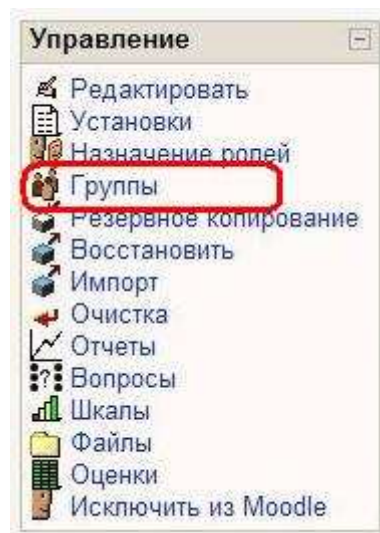 Управление
Редактировать
Установки
Назначение ролей
Группы
Резервное копирование
Восстановить
Импорт
Очистка
Отчеты
Вопросы
Шкалы
Файлы
Оценки
Исключить из Moodle